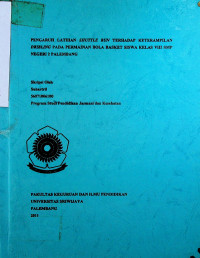 PENGARUH LATIHAN SHUTTLE RUN TERHADAP KETERAMPILAN
DRIBLING PADA PERMAINAN BOLA BASKET SISWA KELAS VIII SMP
NEGERI 1 PALEMBANG
Skripsi Oleh
Program Studi Pendidikan Jasmani dan Kesehatan
FAKULTAS KEGURUAN DAN ILMU PENDIDIKAN
UNIVERSITAS SRIWIJAYA
PALEMBANG